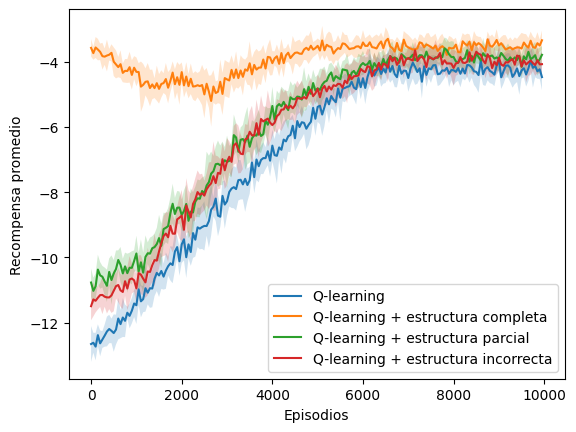 −4
−6
−8
−10
−12
Recompensa promedio
0
2000
4000
6000
8000
10000
Episodios
Q-learning
Q-learning + estructura completa
Q-learning + estructura parcial
Q-learning + estructura incorrecta